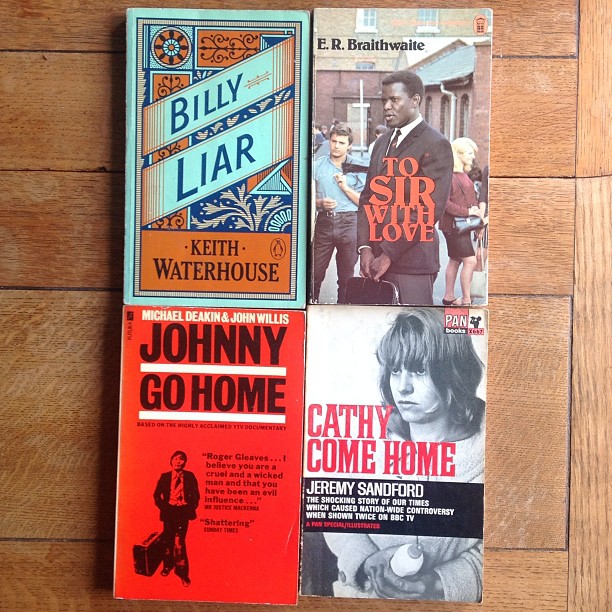 BILLY
LIAR
· KEITH ·
WATERHOUSE
E. R. Braithwaite
TO
SIR
WITH
LOVE
MICHAEL DEAKIN & JOHN WILLIS
JOHNNY
GO HOME
BASED ON THE HIGHLY ACCLAIMED YTV DOCUMENTARY
"Roger Gleaves...I
believe you are a
cruel and a wicked
man and that you
have been an evil
influence..."
MR JUSTICE MACKENNA
"Shattering"
SUNDAY TIMES
PAN
books
CATHY
COME HOME
JEREMY SANDFORD
THE SHOCKING STORY OF OUR TIMES
WHICH CAUSED NATION-WIDE CONTROVERSY
WHEN SHOWN TWICE ON BBC TV
A PAN SPECIAL/ILLUSTRATED